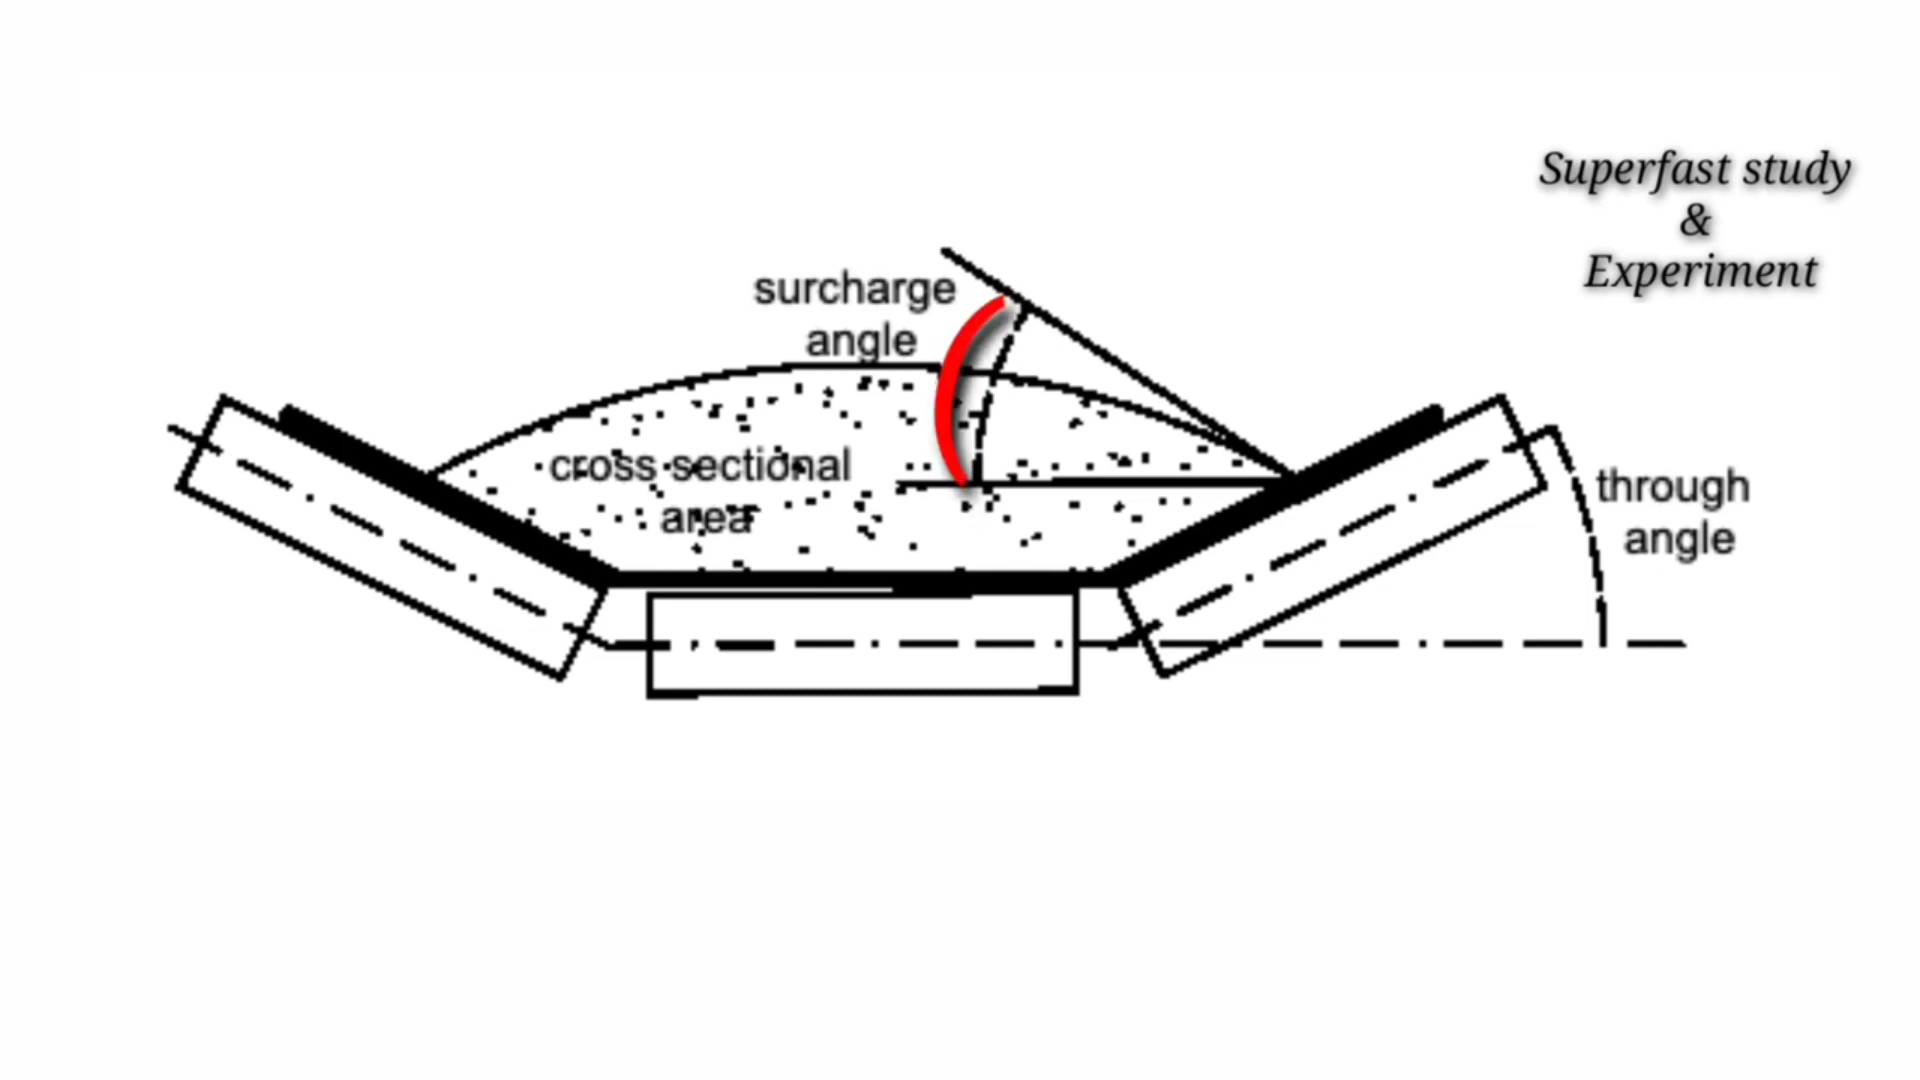 Superfast study
&
Experiment
surcharge
angle
cross sectional
area
through
angle